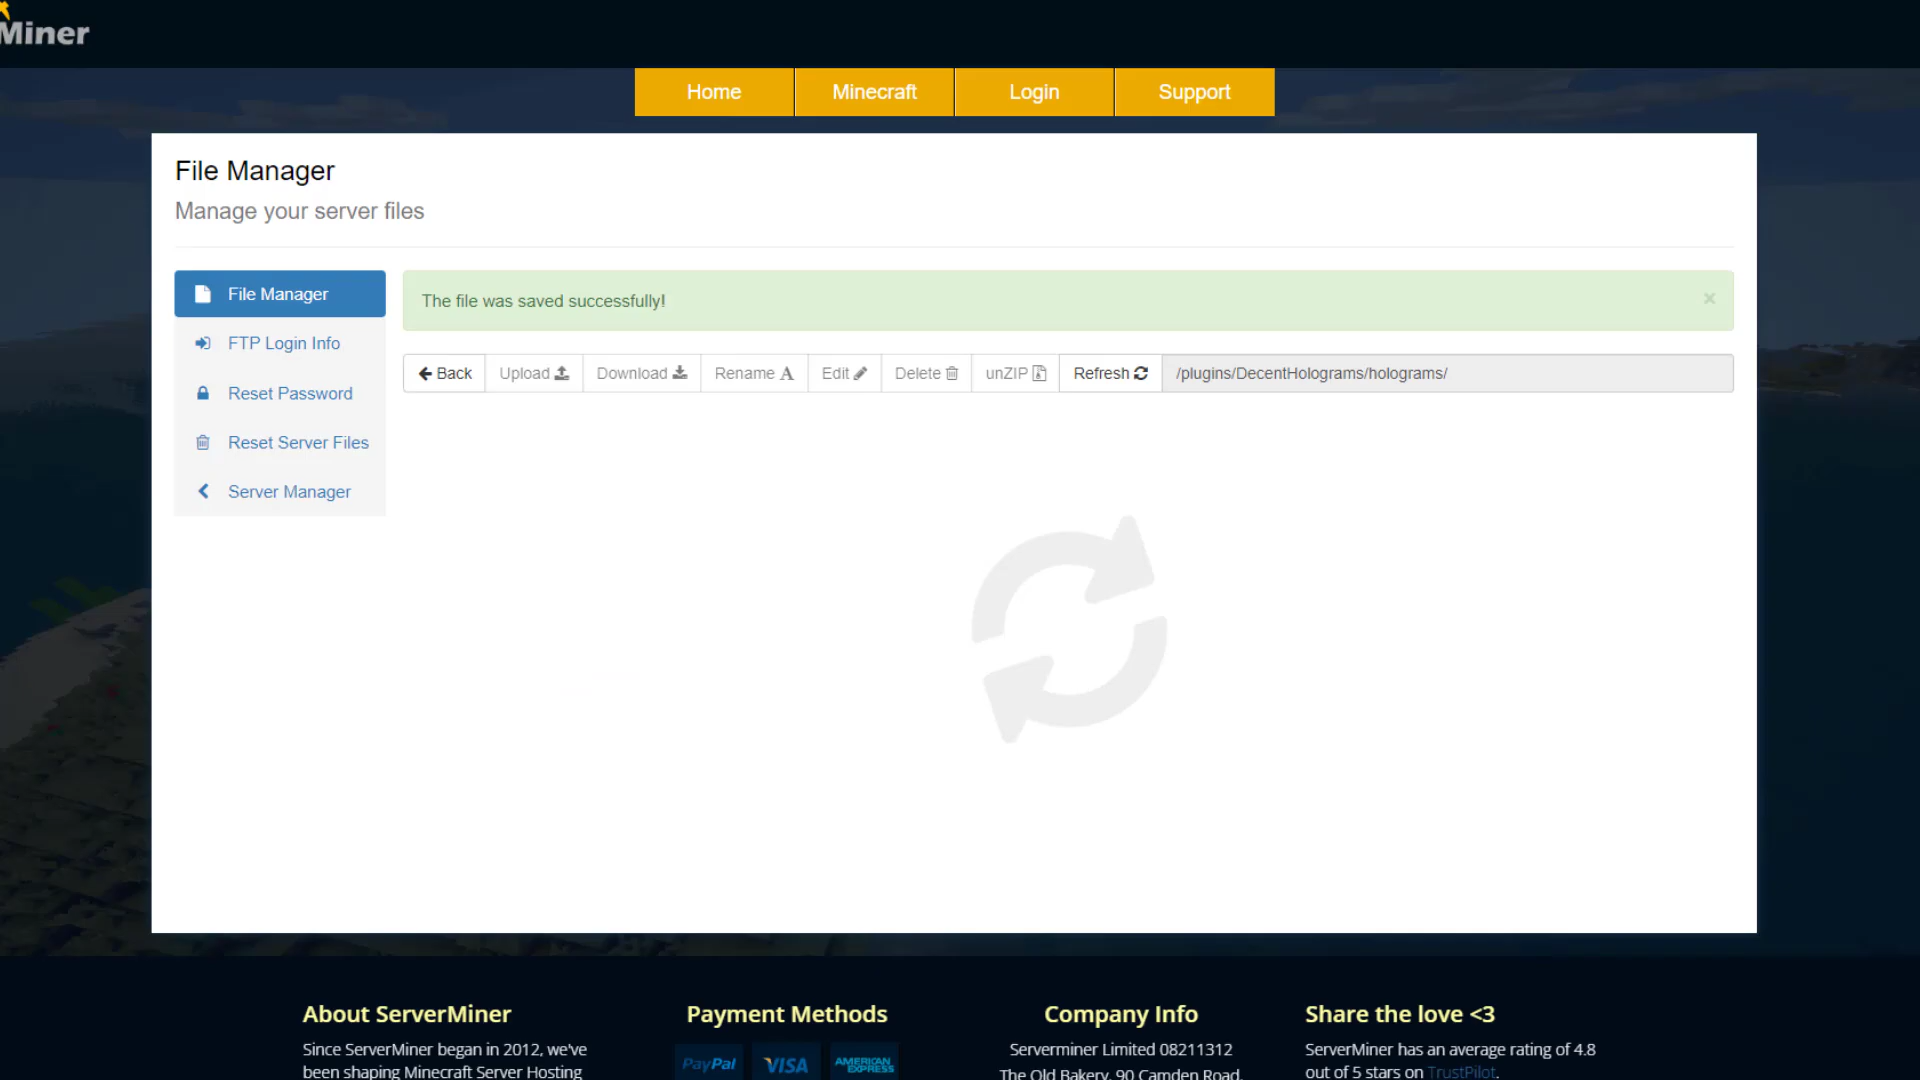 Miner
Home
Minecraft
Login
Support
File Manager
Manage your server files
File Manager
FTP Login Info
Reset Password
Reset Server Files
Server Manager
The file was saved successfully!
×
Back
Upload
Download
Rename
Edit
Delete
unZIP
Refresh
/plugins/DecentHolograms/holograms/
About ServerMiner
Since ServerMiner began in 2012, we've
been shaping Minecraft Server Hosting
Payment Methods
PayPal
VISA
AMERICAN EXPRESS
Company Info
Serverminer Limited 08211312
The Old Bakery, 90 Camden Road,
Share the love <3
ServerMiner has an average rating of 4.8
out of 5 stars on TrustPilot.